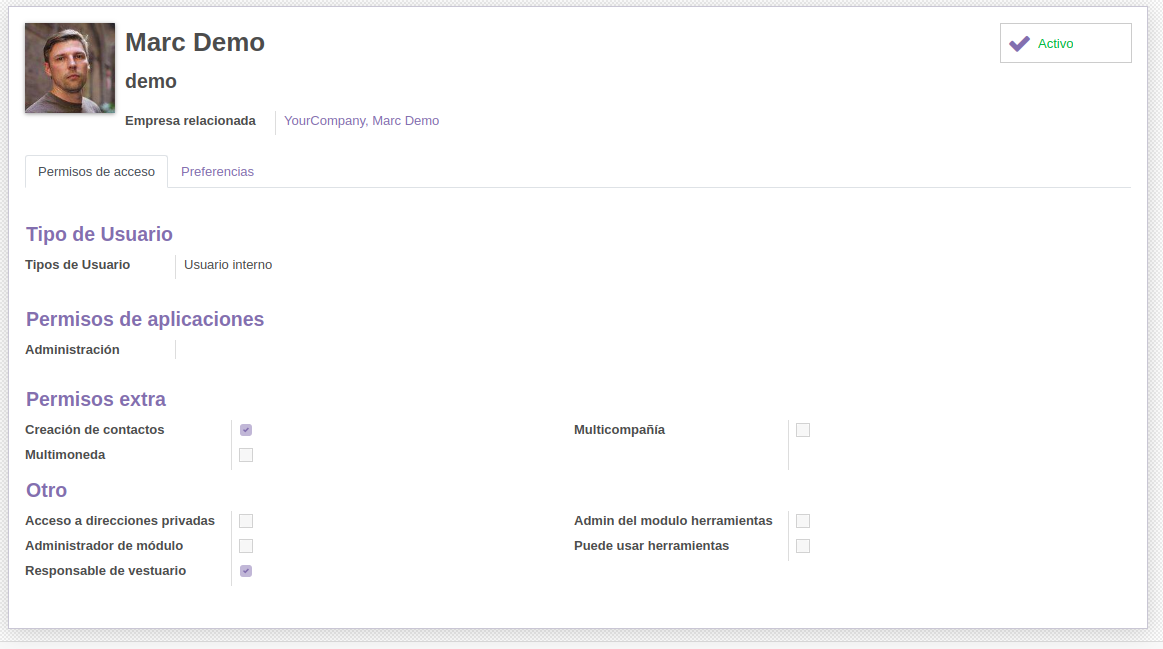 Marc Demo
Activo
demo
Empresa relacionada YourCompany, Marc Demo
Permisos de acceso Preferencias
Tipo de Usuario
Tipos de Usuario Usuario interno
Permisos de aplicaciones
Administración
Permisos extra
Creación de contactos Multicompañía
Multimoneda
Otro
Acceso a direcciones privadas Admin del modulo herramientas
Administrador de módulo Puede usar herramientas
Responsable de vestuario